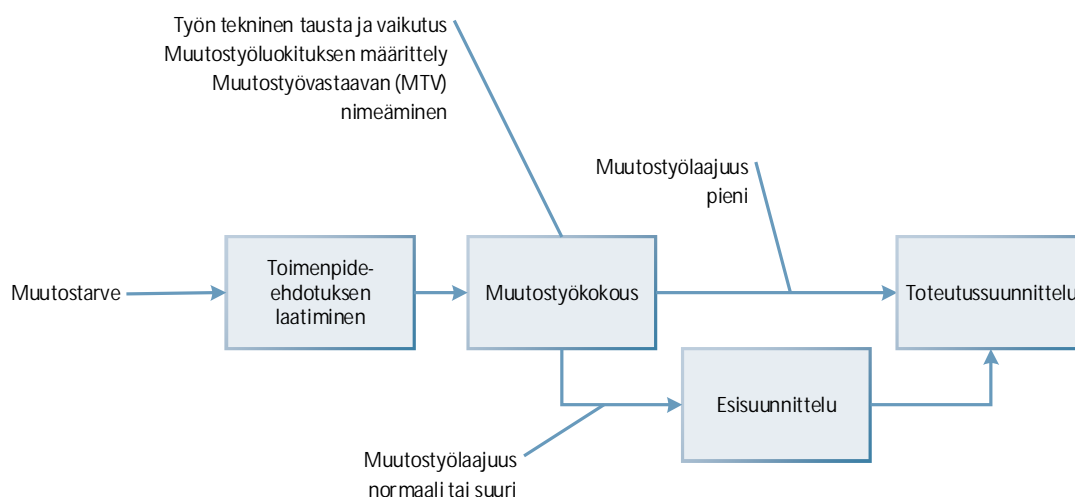 Työn tekninen tausta ja vaikutus
Muutostyöluokituksen määrittely
Muutostyövastaavan (MTV)
nimeäminen
Muutostyölaajuus
pieni
Muutostarve
Toimenpide-
ehdotuksen
laatiminen
Muutostyökokous
Toteutussuunnittelu
Esisuunnittelu
Muutostyölaajuus
normaali tai suuri